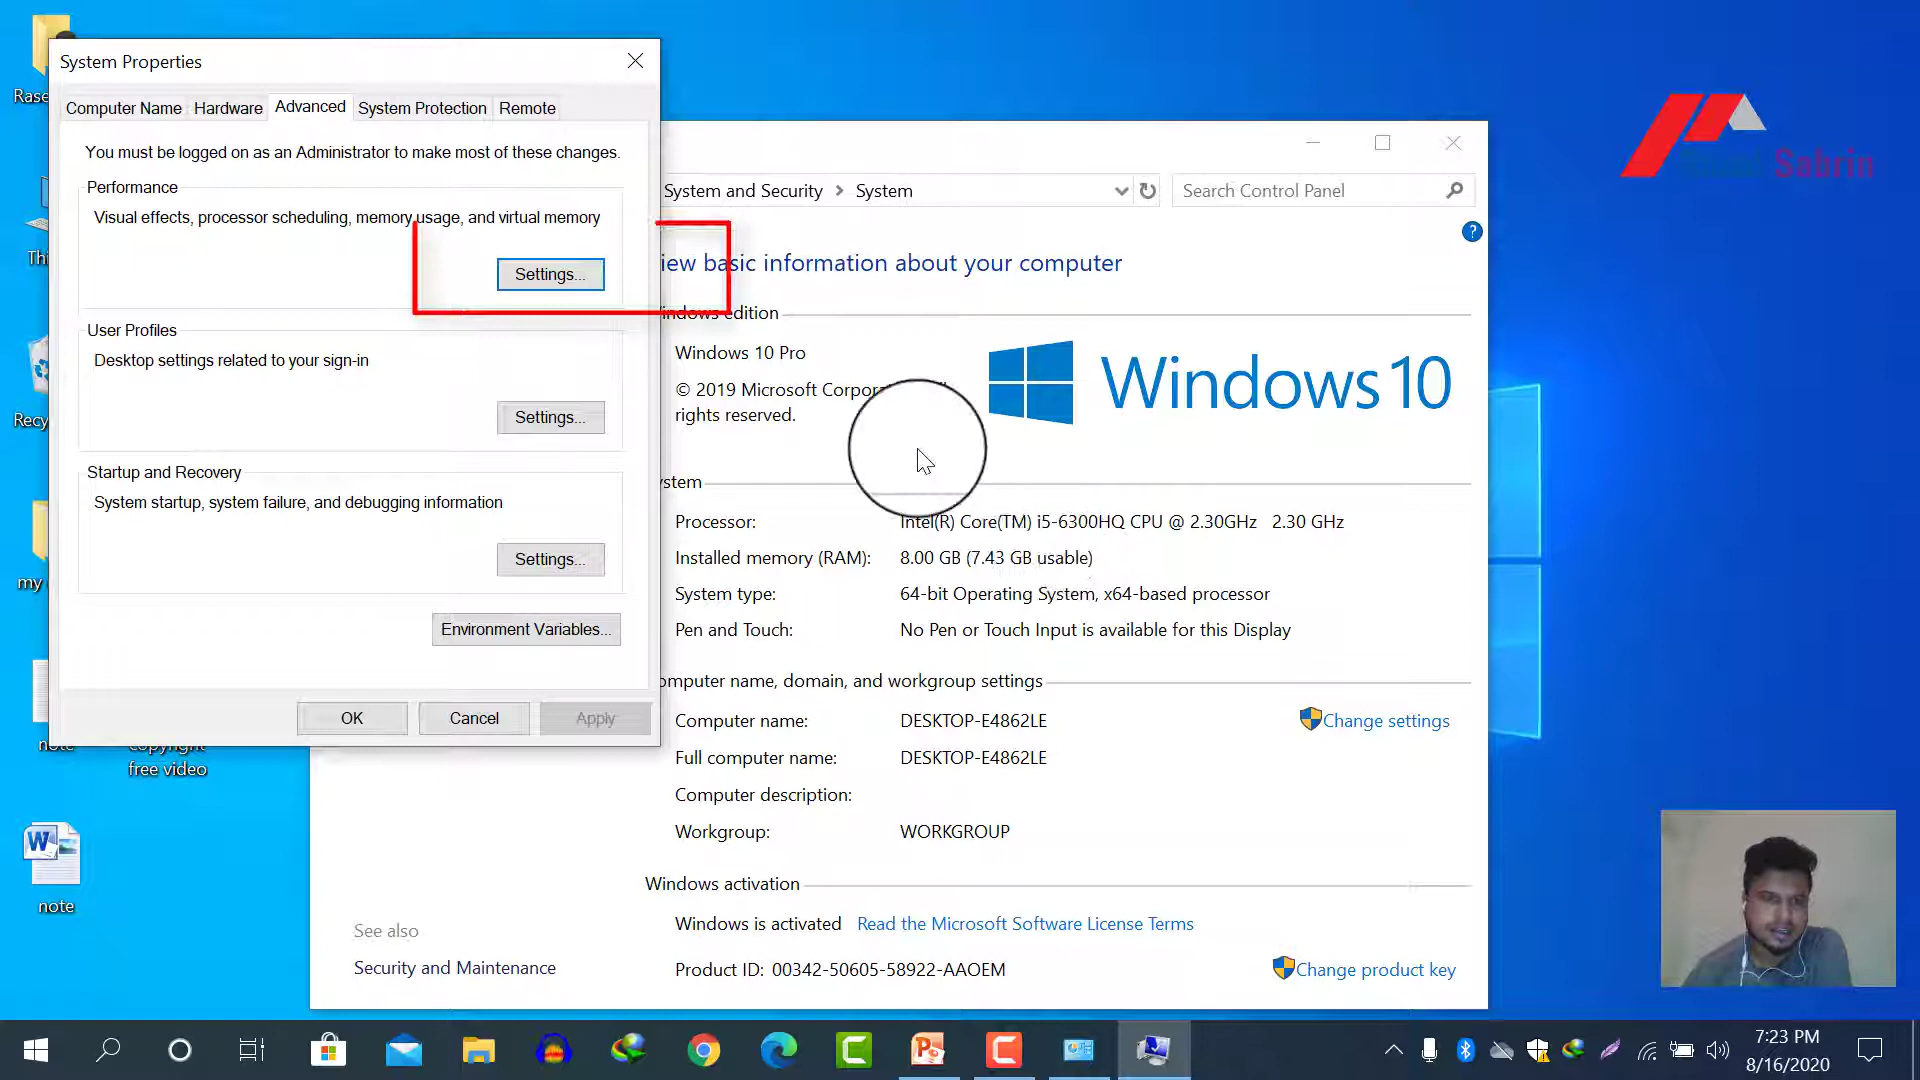 Rase
System Properties
Computer Name
Hardware
Advanced
System Protection
Remote
You must be logged on as an Administrator to make most of these changes.
Performance
Visual effects, processor scheduling, memory usage, and virtual memory
Settings...
User Profiles
Desktop settings related to your sign-in
Settings...
Startup and Recovery
System startup, system failure, and debugging information
Settings...
Environment Variables...
OK
Cancel
Apply
Thi
Recy
my
note
copyright
free video
note
System and Security
System
Search Control Panel
?
iew basic information about your computer
indows edition
Windows 10 Pro
© 2019 Microsoft Corpora
rights reserved.
Windows 10
ystem
Processor: Intel(R) Core(TM) i5-6300HQ CPU @ 2.30GHz 2.30 GHz
Installed memory (RAM): 8.00 GB (7.43 GB usable)
System type: 64-bit Operating System, x64-based processor
Pen and Touch: No Pen or Touch Input is available for this Display
omputer name, domain, and workgroup settings
Computer name: DESKTOP-E4862LE
Change settings
Full computer name: DESKTOP-E4862LE
Computer description:
Workgroup: WORKGROUP
Windows activation
Windows is activated Read the Microsoft Software License Terms
Product ID: 00342-50605-58922-AAOEM
Change product key
See also
Security and Maintenance
Sabrin
7:23 PM
8/16/2020